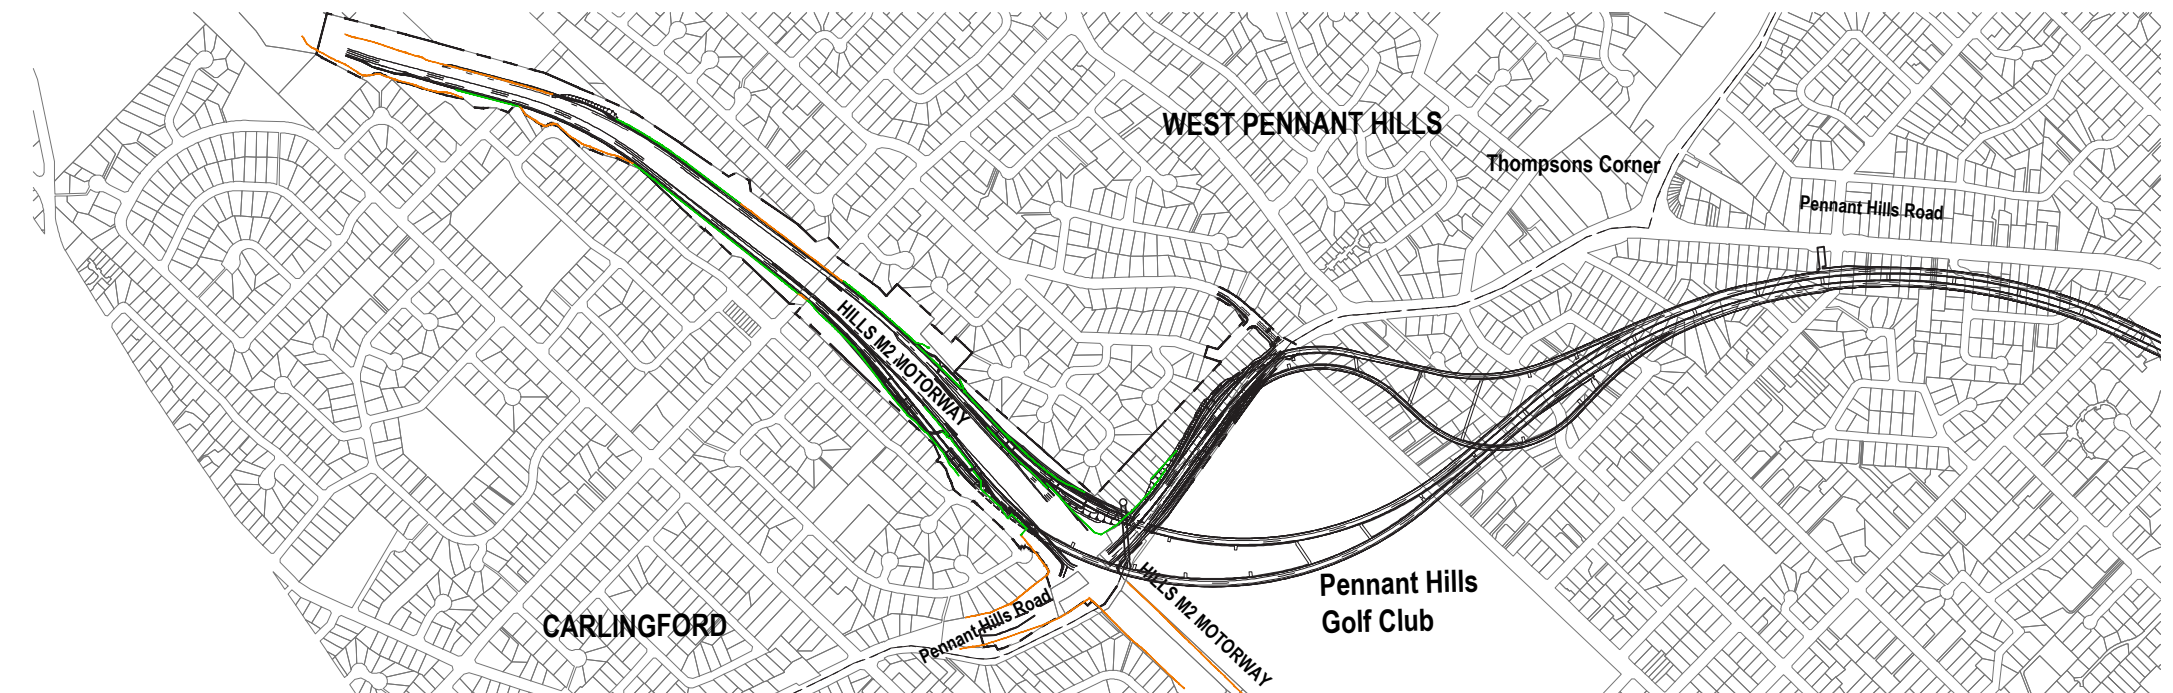 WEST PENNANT HILLS
Thompsons Corner
Pennant Hills Road
HILLS M2 MOTORWAY
HILLS M2 MOTORWAY
Pennant Hills
Golf Club
CARLINGFORD
Pennant Hills Road